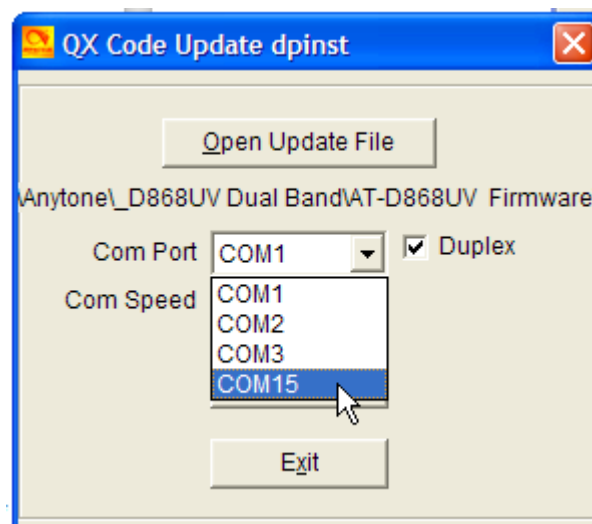 QX Code Update dpinst
Open Update File
\Anytone\_D868UV Dual Band\AT-D868UV  Firmware
Com Port COM1 Duplex
Com Speed COM1
COM2
COM3
COM15
Exit